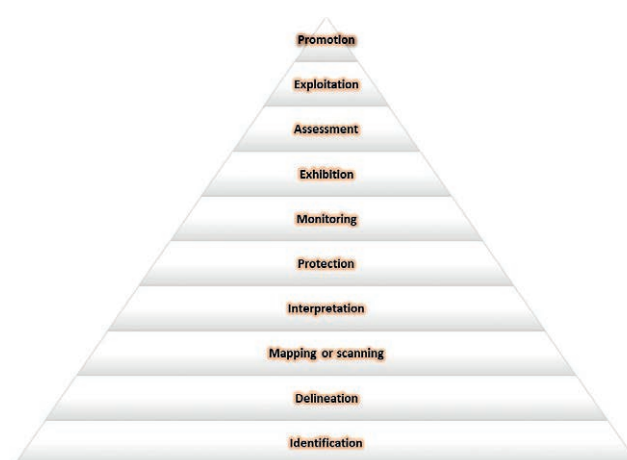 Promotion
Exploitation
Assessment
Exhibition
Monitoring
Protection
Interpretation
Mapping or scanning
Delineation
Identification